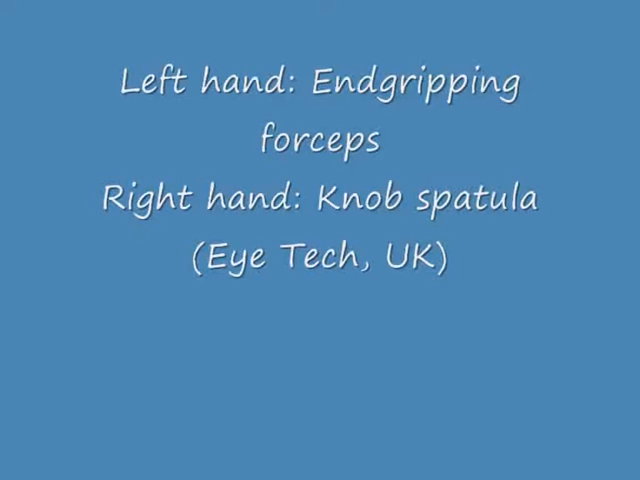 Left hand: Endgripping
forceps
Right hand: Knob spatula
(Eye Tech, UK)